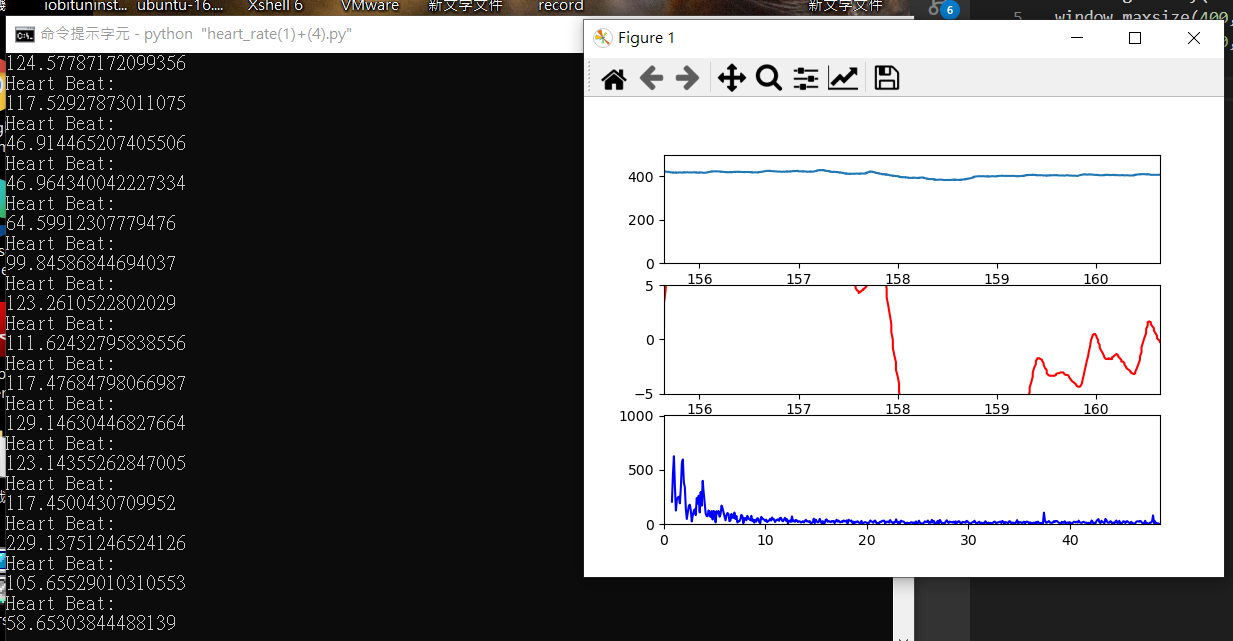 iobituninst... ubuntu-16.... Xshell 6 VMware 新文字文件 record 新文字文件
命令提示字元 - python "heart_rate(1)+(4).py"
124.57787172099356
Heart Beat:
117.52927873011075
Heart Beat:
46.914465207405506
Heart Beat:
46.964340042227334
Heart Beat:
64.59912307779476
Heart Beat:
99.84586844694037
Heart Beat:
123.2610522802029
Heart Beat:
111.62432795838556
Heart Beat:
117.47684798066987
Heart Beat:
129.14630446827664
Heart Beat:
123.14355262847005
Heart Beat:
117.4500430709952
Heart Beat:
229.13751246524126
Heart Beat:
105.65529010310553
Heart Beat:
58.65303844488139
6
5 window.maxsize(400,
Figure 1
400
200
0
156 157 158 159 160
5
0
−5
156 157 158 159 160
1000
500
0
0 10 20 30 40